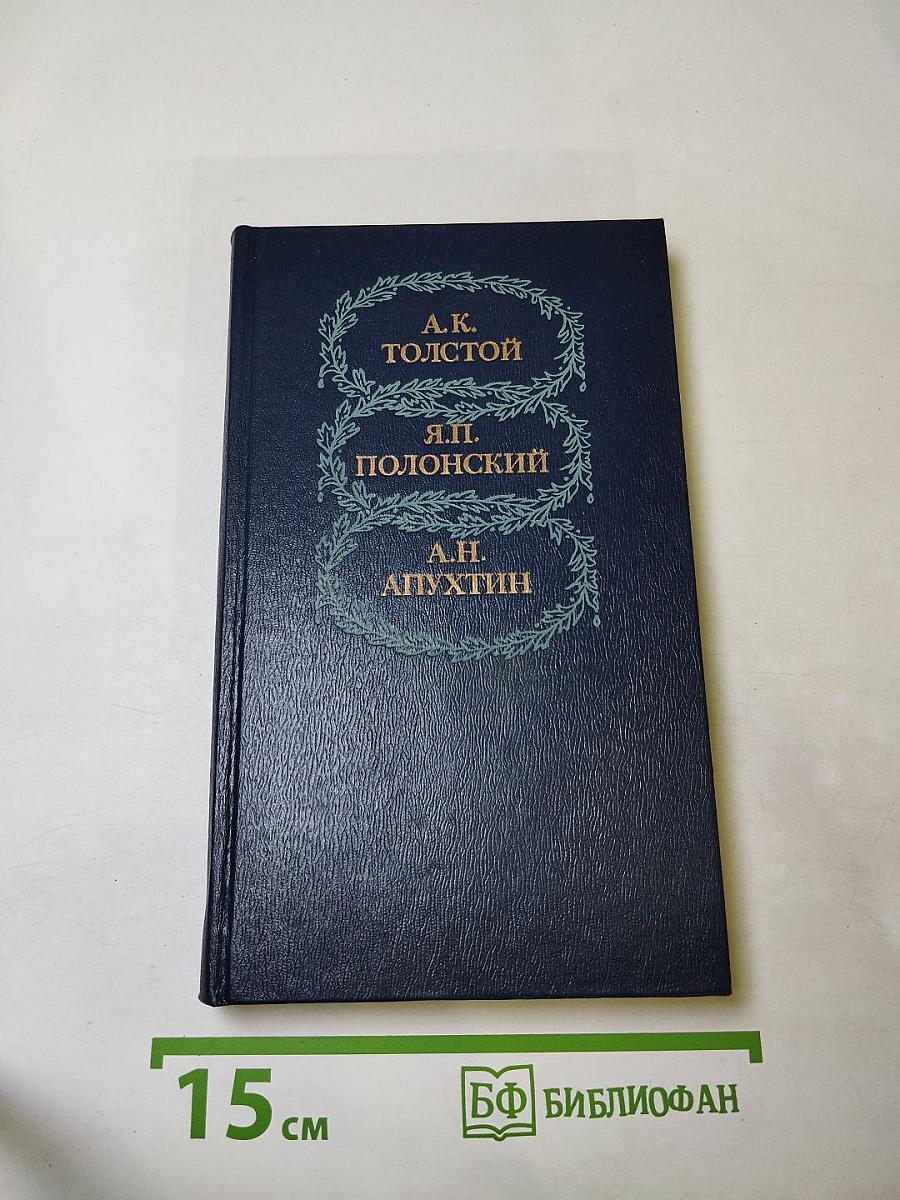 А. К.
ТОЛСТОЙ
Я.П.
ПОЛОНСКИЙ
А.Н.
АПУХТИН
15 см
БФ БИБЛИОФАН